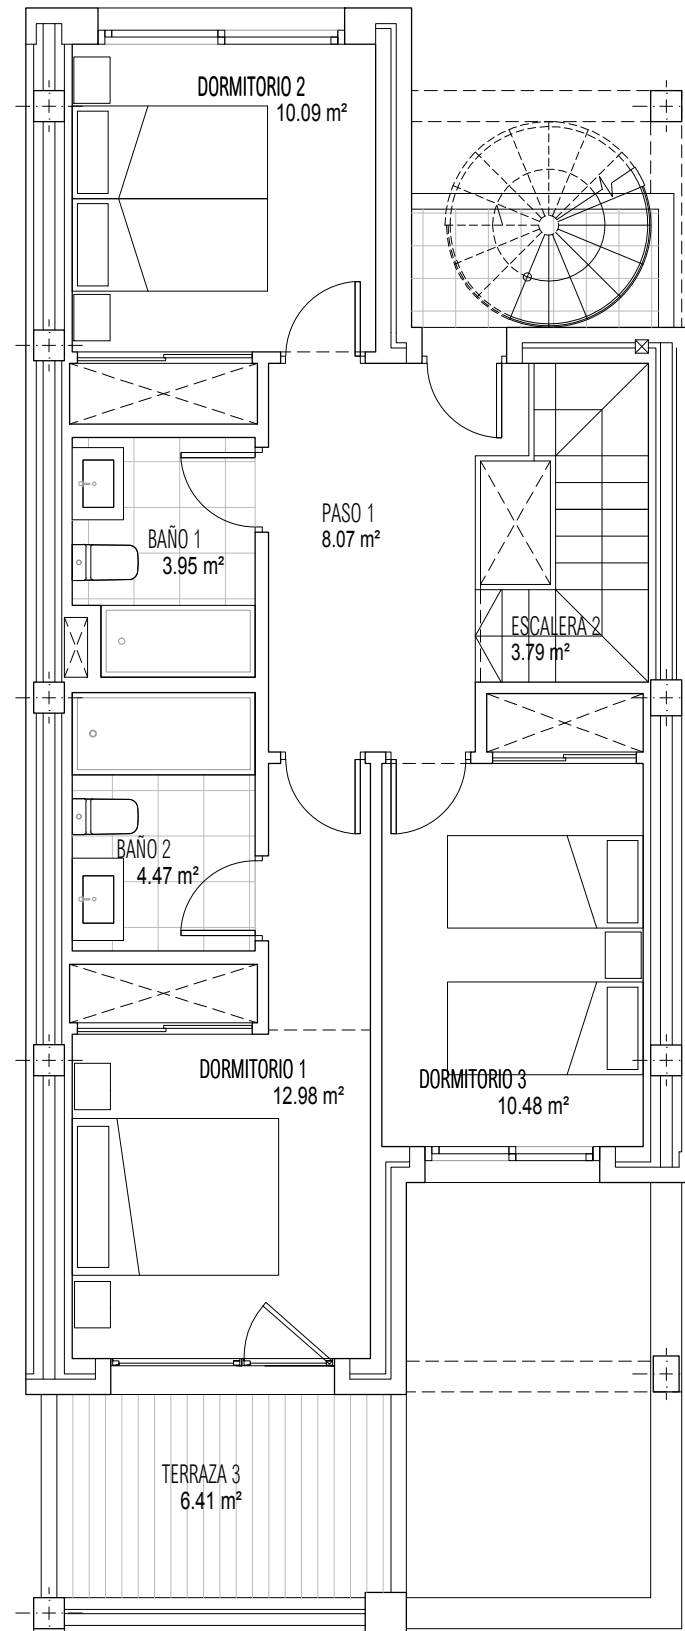 DORMITORIO 2
10.09 m²
PASO 1
8.07 m²
BAÑO 1
3.95 m²
ESCALERA 2
3.79 m²
BAÑO 2
4.47 m²
DORMITORIO 1
12.98 m²
DORMITORIO 3
10.48 m²
TERRAZA 3
6.41 m²